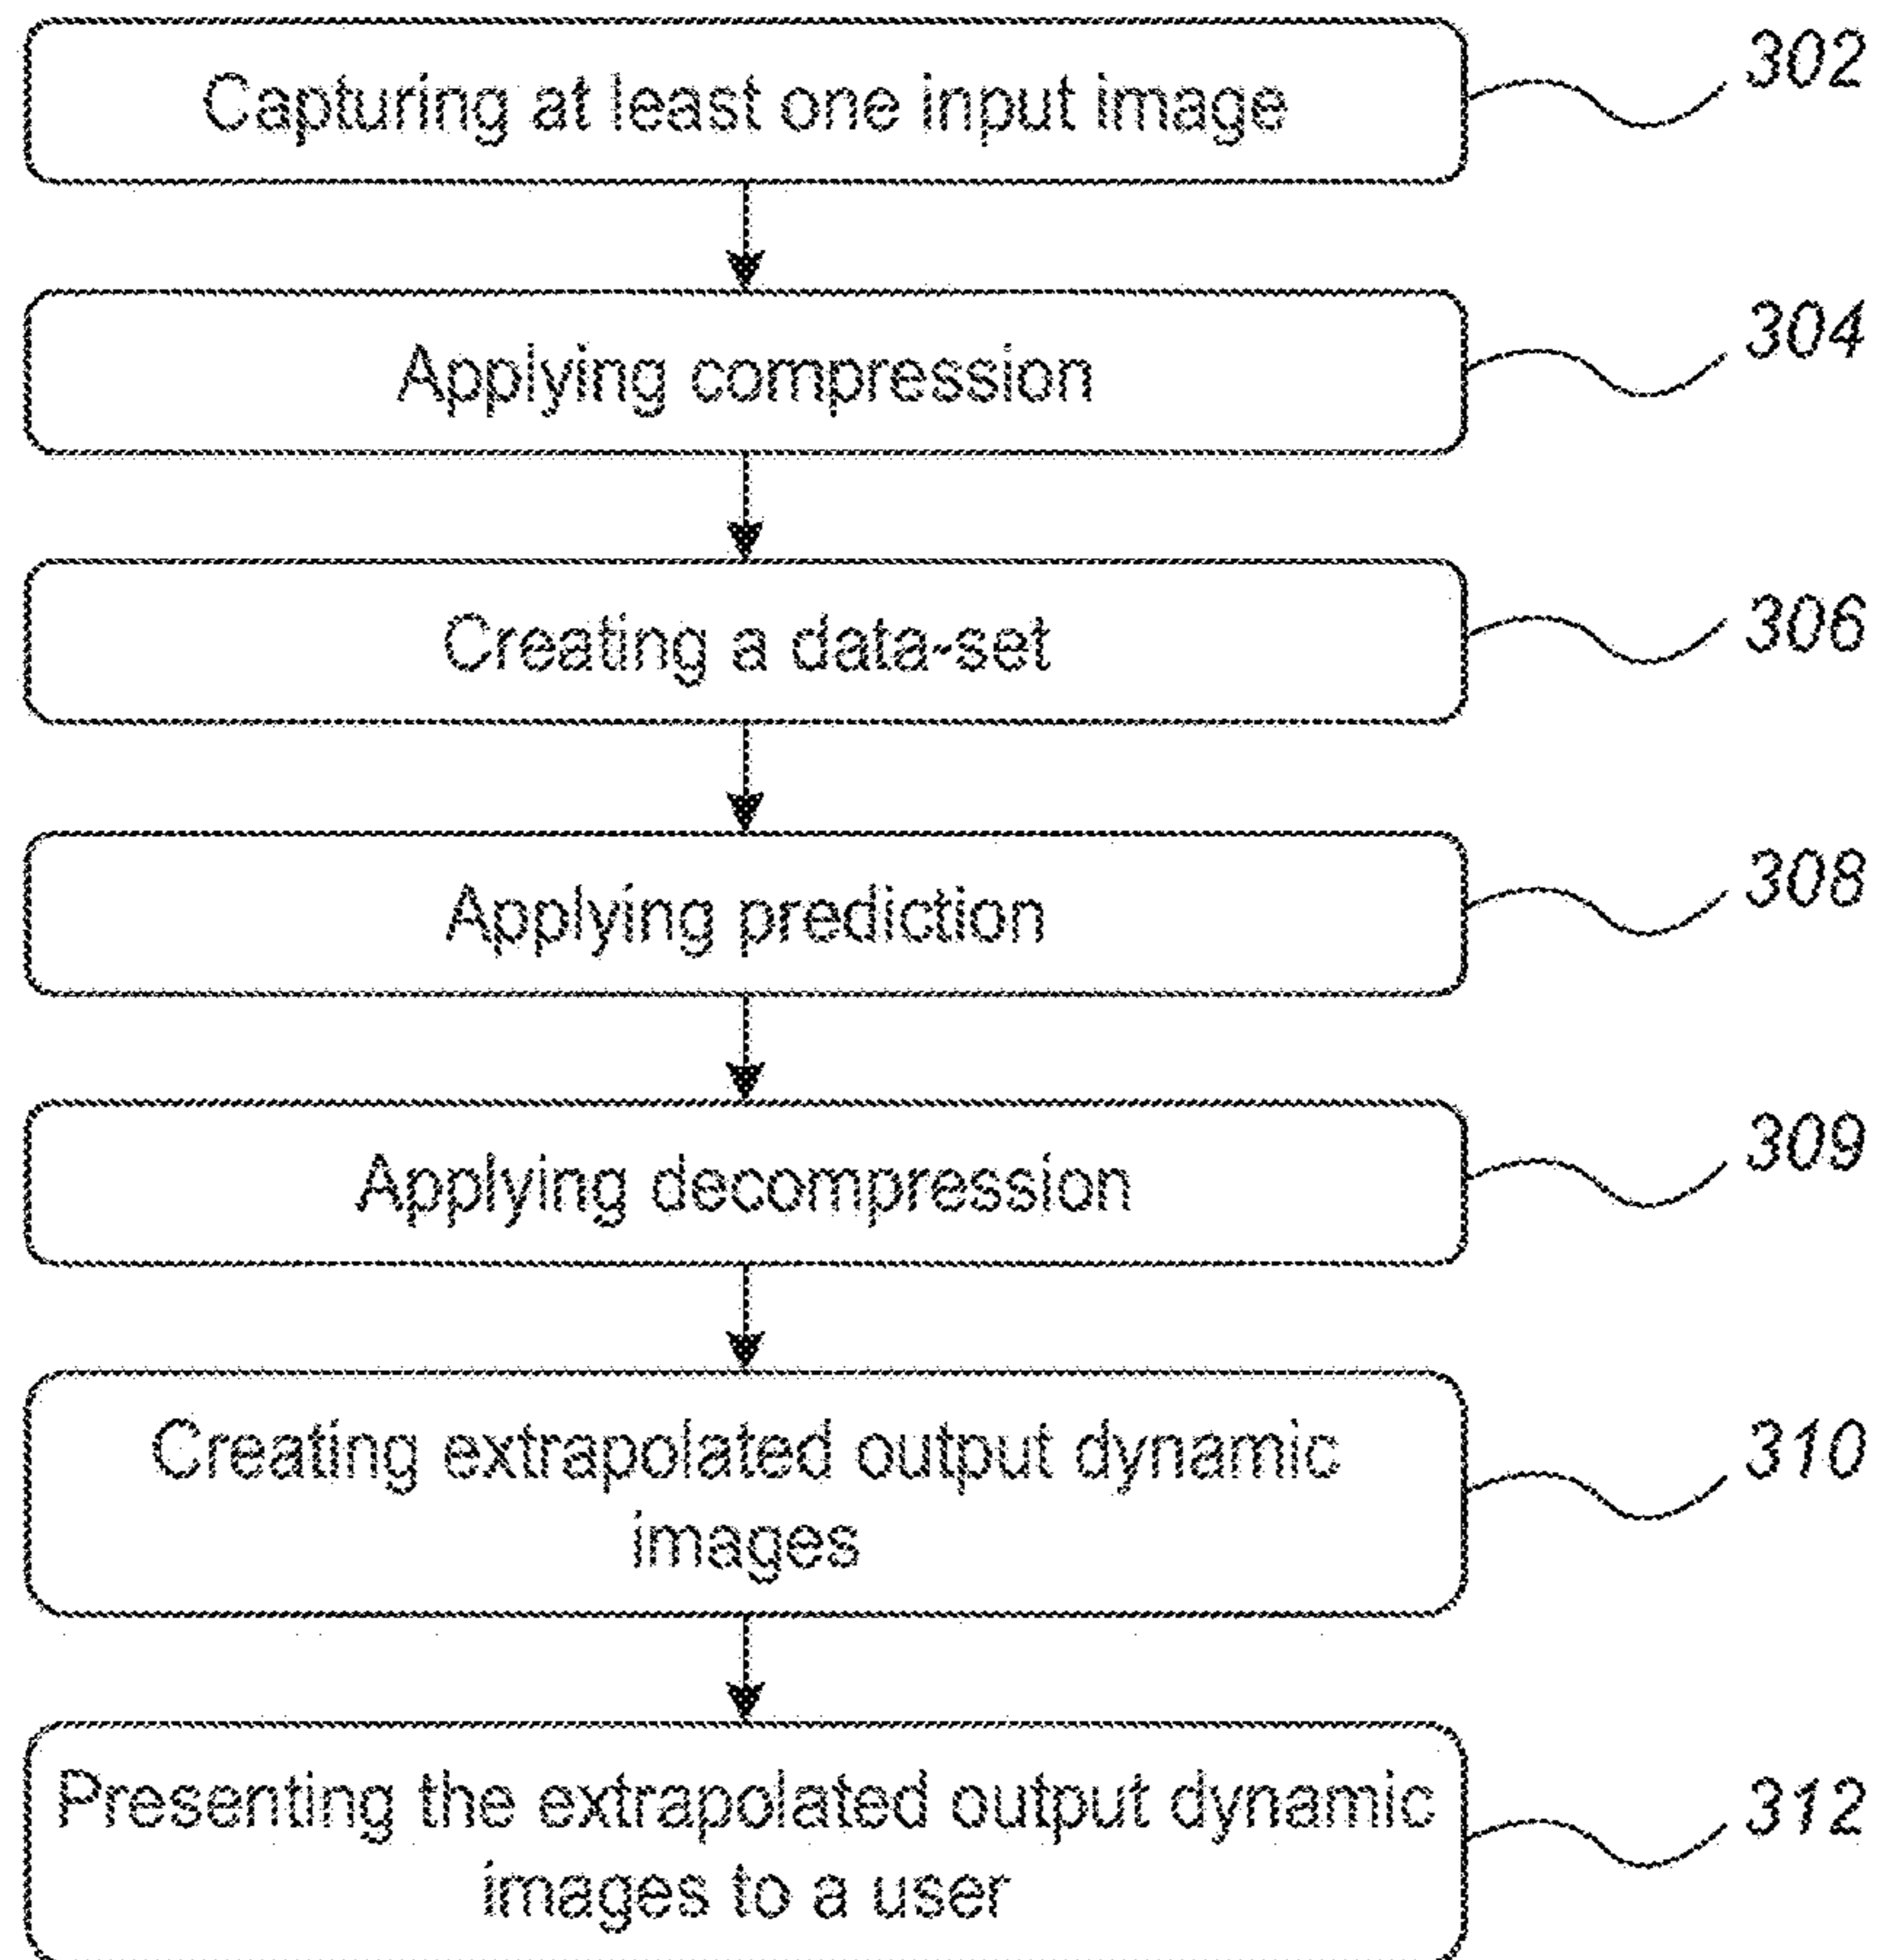 Capturing at least one input image
302
Applying compression
304
Creating a data-set
306
Applying prediction
308
Applying decompression
309
Creating extrapolated output dynamic
images
310
Presenting the extrapolated output dynamic
images to a user
312